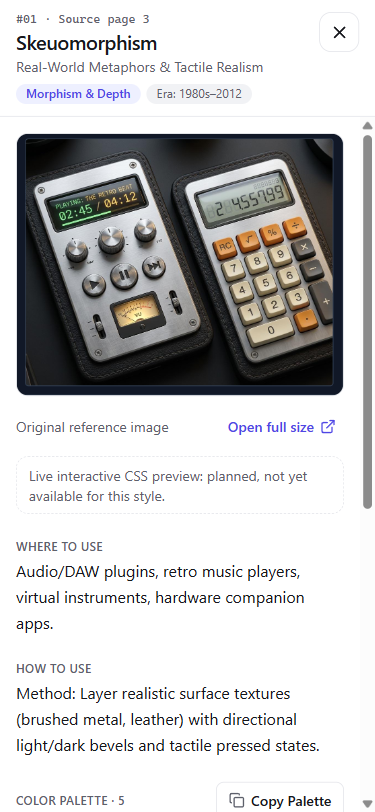 #01 · Source page 3
Skeuomorphism
Real-World Metaphors & Tactile Realism
Morphism & Depth
Era: 1980s–2012
PLAYING: THE RETRO BEAT
02:45 / 04:12
7
8
9
4
5
6
1
2
3
0
Original reference image
Open full size
Live interactive CSS preview: planned, not yet
available for this style.
WHERE TO USE
Audio/DAW plugins, retro music players,
virtual instruments, hardware companion
apps.
HOW TO USE
Method: Layer realistic surface textures
(brushed metal, leather) with directional
light/dark bevels and tactile pressed states.
COLOR PALETTE · 5
Copy Palette